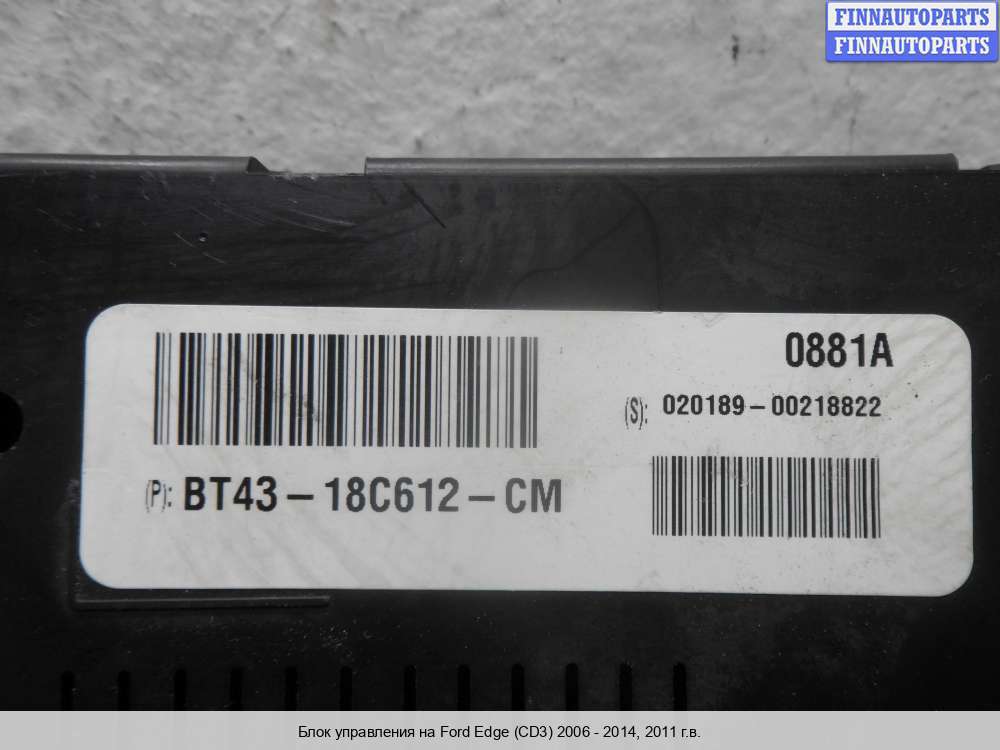 FINNAUTOPARTS
FINNAUTOPARTS
0881A
(S): 020189-00218822
(P): BT43-18C612-CM
Блок управления на Ford Edge (CD3) 2006 - 2014, 2011 г.в.